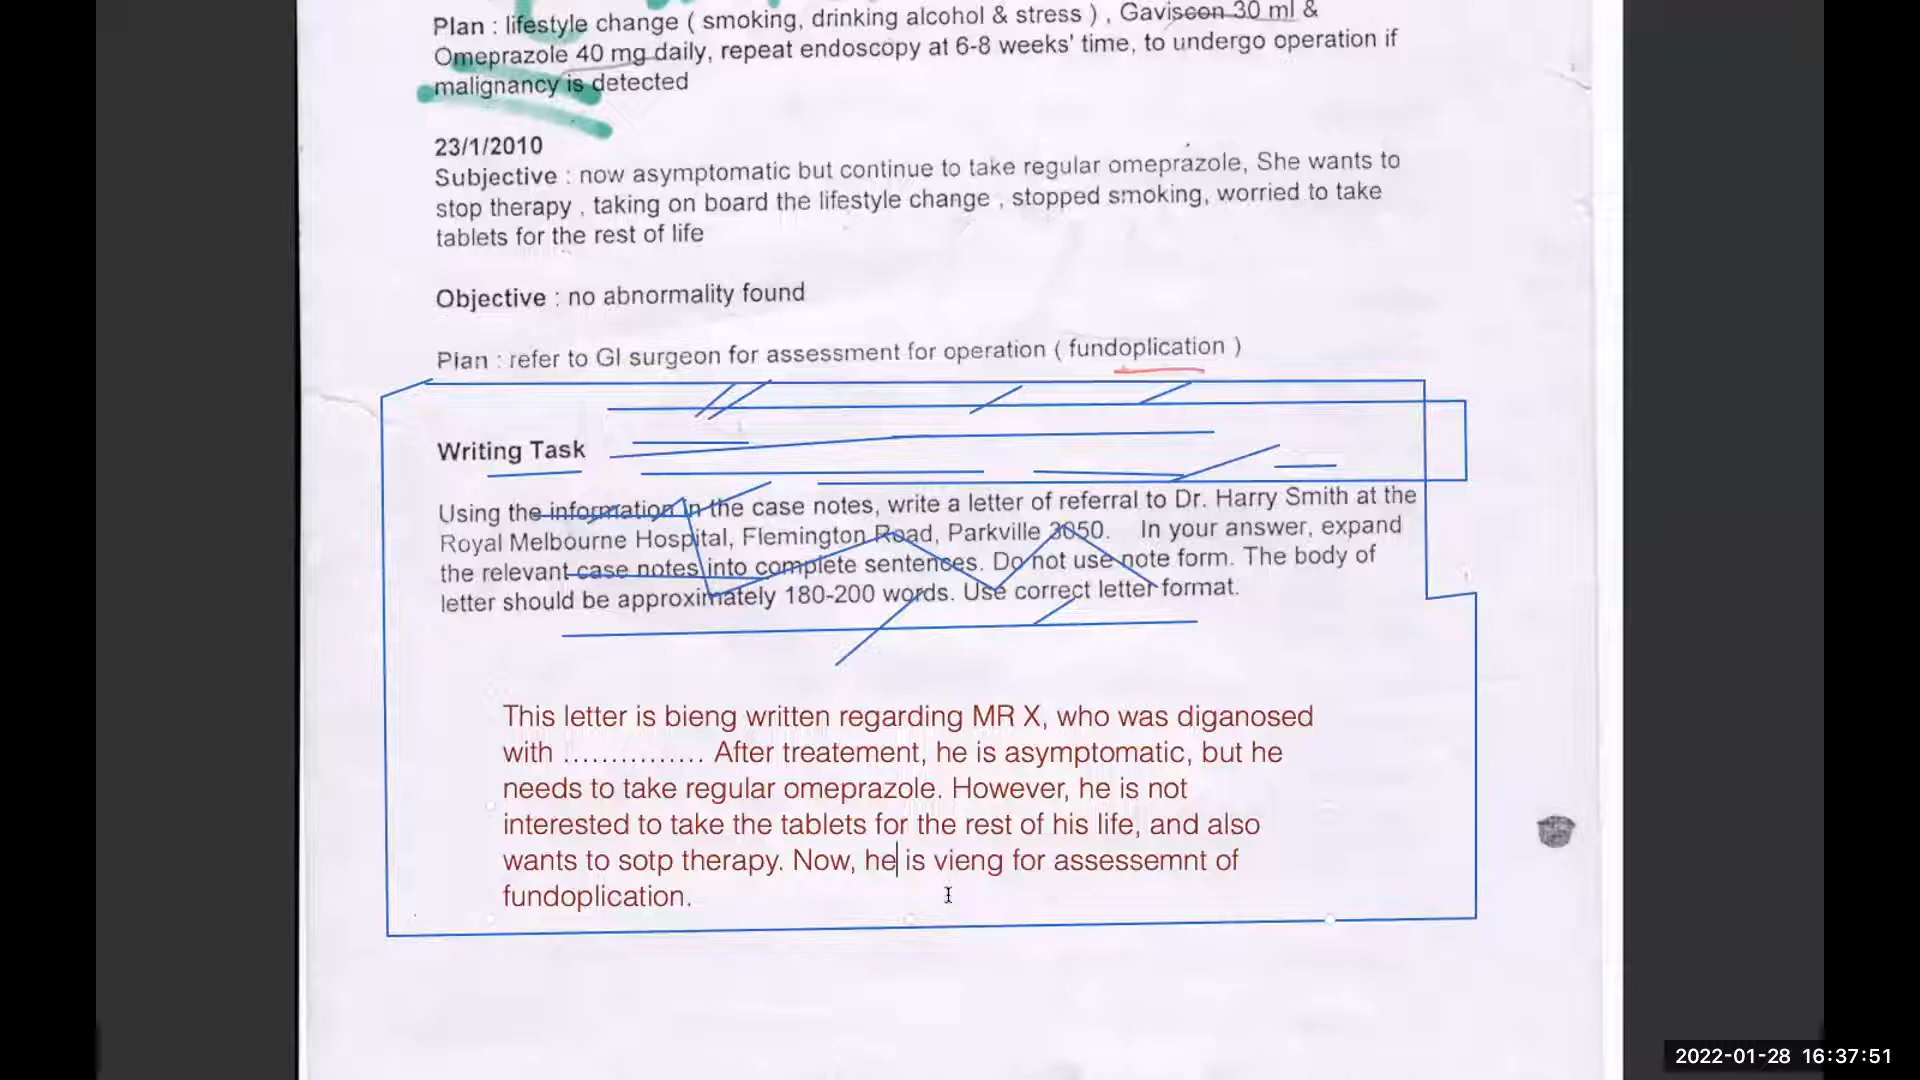 Plan : lifestyle change ( smoking, drinking alcohol & stress ) , Gaviscon 30 ml &
Omeprazole 40 mg daily, repeat endoscopy at 6-8 weeks' time, to undergo operation if
malignancy is detected
23/1/2010
Subjective : now asymptomatic but continue to take regular omeprazole, She wants to
stop therapy , taking on board the lifestyle change , stopped smoking, worried to take
tablets for the rest of life
Objective : no abnormality found
Plan : refer to GI surgeon for assessment for operation ( fundoplication )
Writing Task
Using the information in the case notes, write a letter of referral to Dr. Harry Smith at the
Royal Melbourne Hospital, Flemington Road, Parkville 3050. In your answer, expand
the relevant case notes into complete sentences. Do not use note form. The body of
letter should be approximately 180-200 words. Use correct letter format.
This letter is bieng written regarding MR X, who was diganosed
with ............... After treatement, he is asymptomatic, but he
needs to take regular omeprazole. However, he is not
interested to take the tablets for the rest of his life, and also
wants to sotp therapy. Now, he is vieng for assessemnt of
fundoplication.
2022-01-28 16:37:51